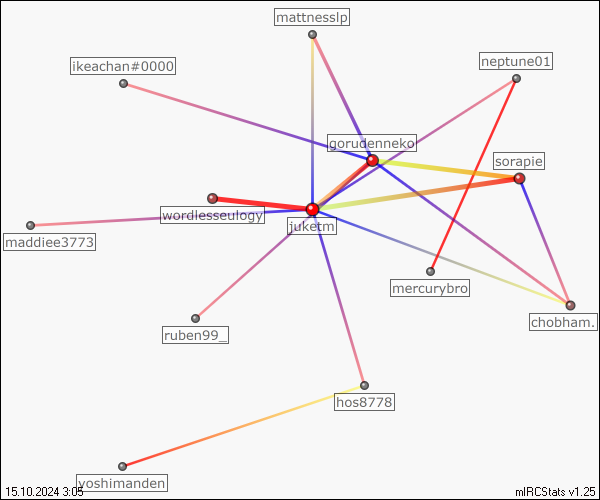 mattnesslp
ikeachan#0000
neptune01
gorudenneko
sorapie
wordlesseulogy
juketm
maddiee3773
mercurybro
chobham.
ruben99_
hos8778
yoshimanden
15.10.2024 3:05
mIRCStats v1.25